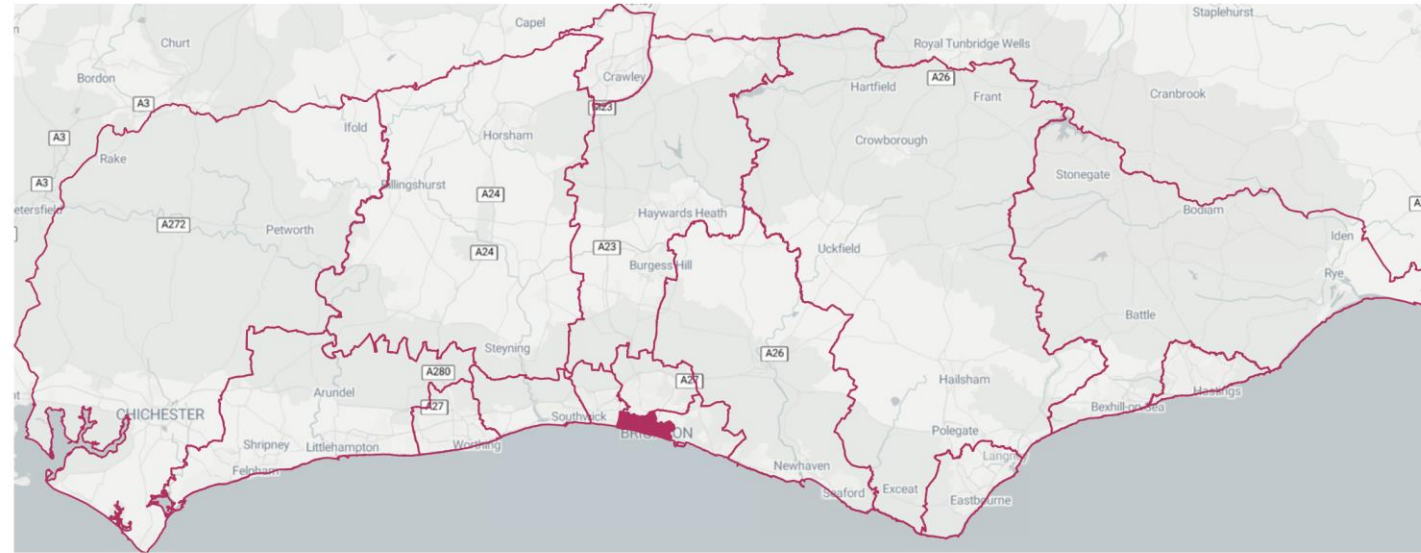 Capel
Staplehurst
Churt
Royal Tunbridge Wells
Bordon
Crawley
A26
Hartfield
Frant
Cranbrook
A3
Ifold
Horsham
Crowborough
A3
Rake
Stonegate
A3
A24
Haywards Heath
Bodiam
A272
Petworth
A24
A23
Uckfield
Iden
Burgess Hill
Rye
Battle
Steyning
A26
A280
A27
Hailsham
Arundel
CHICHESTER
A27
Southwick
Bexhill-on-Sea
Hastings
Shripney
Littlehampton
Worthing
Polegate
Felpham
Newhaven
Seaford
Exceat
Eastbourne